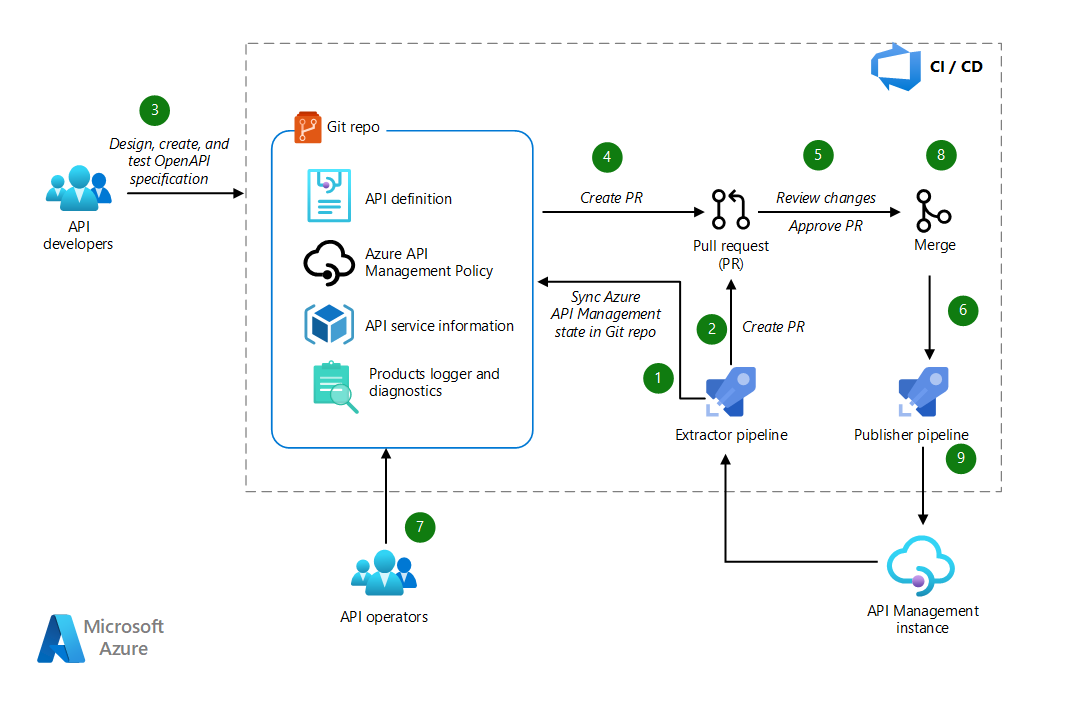 CI / CD
3
Design, create, and
test OpenAPI
specification
API
developers
Git repo
API definition
Azure API
Management Policy
API service information
Products logger and
diagnostics
4
Create PR
Pull request
(PR)
5
Review changes
Approve PR
8
Merge
Sync Azure
API Management
state in Git repo
1
2
Create PR
6
Extractor pipeline
Publisher pipeline
9
7
API operators
API Management
instance
Microsoft
Azure